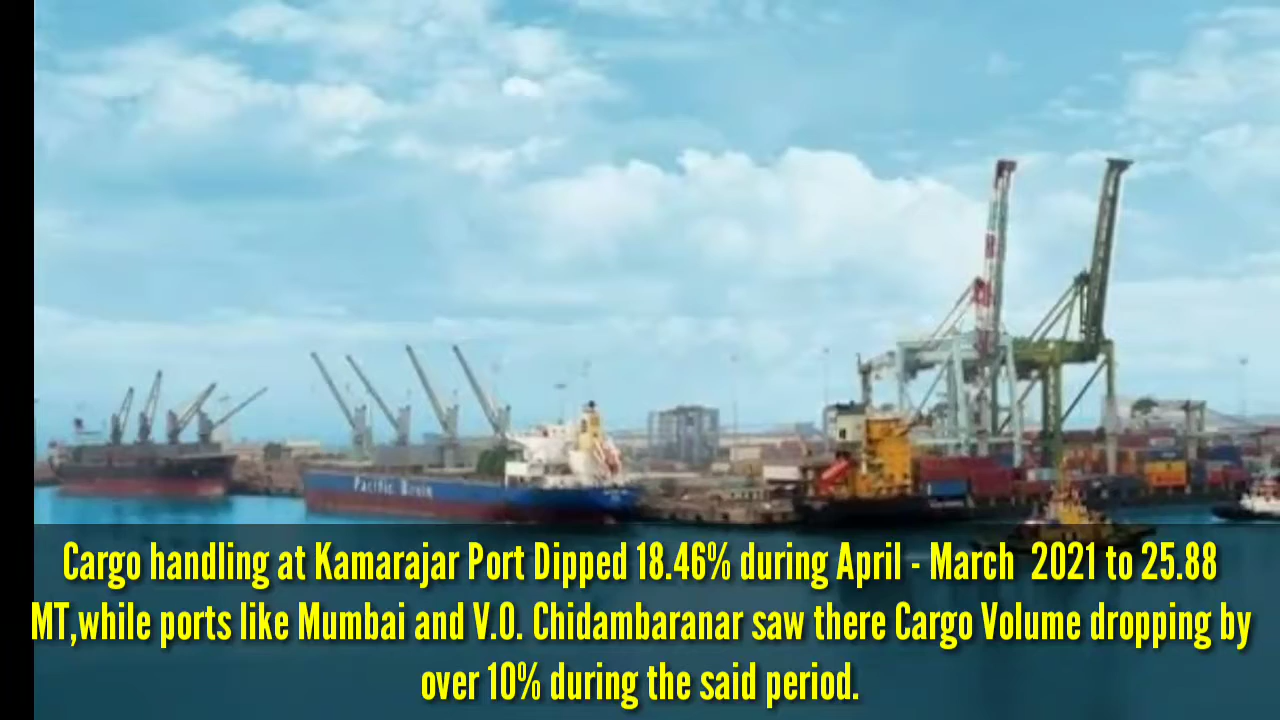 Pacific
Cargo handling at Kamarajar Port Dipped 18.46% during April - March 2021 to 25.88
MT,while ports like Mumbai and V.O. Chidambaranar saw there Cargo Volume dropping by
over 10% during the said period.